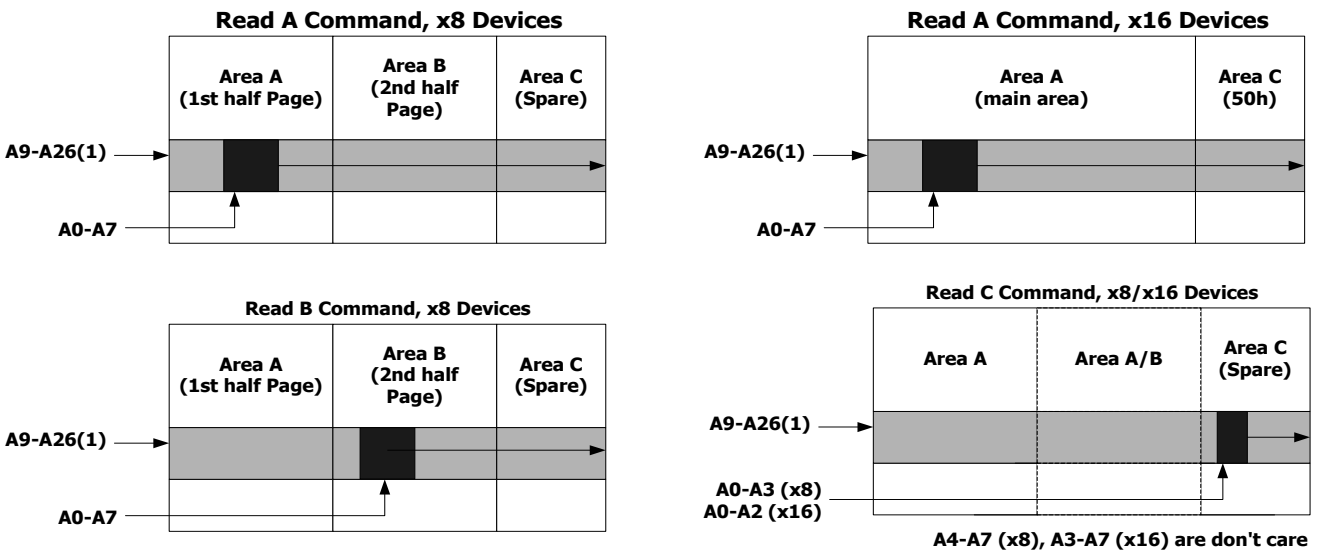 Read A Command, x8 Devices
Area A
(1st half Page)
Area B
(2nd half
Page)
Area C
(Spare)
A9-A26(1)
A0-A7
Read A Command, x16 Devices
Area A
(main area)
Area C
(50h)
A9-A26(1)
A0-A7
Read B Command, x8 Devices
Area A
(1st half Page)
Area B
(2nd half
Page)
Area C
(Spare)
A9-A26(1)
A0-A7
Read C Command, x8/x16 Devices
Area A
Area A/B
Area C
(Spare)
A9-A26(1)
A0-A3 (x8)
A0-A2 (x16)
A4-A7 (x8), A3-A7 (x16) are don't care